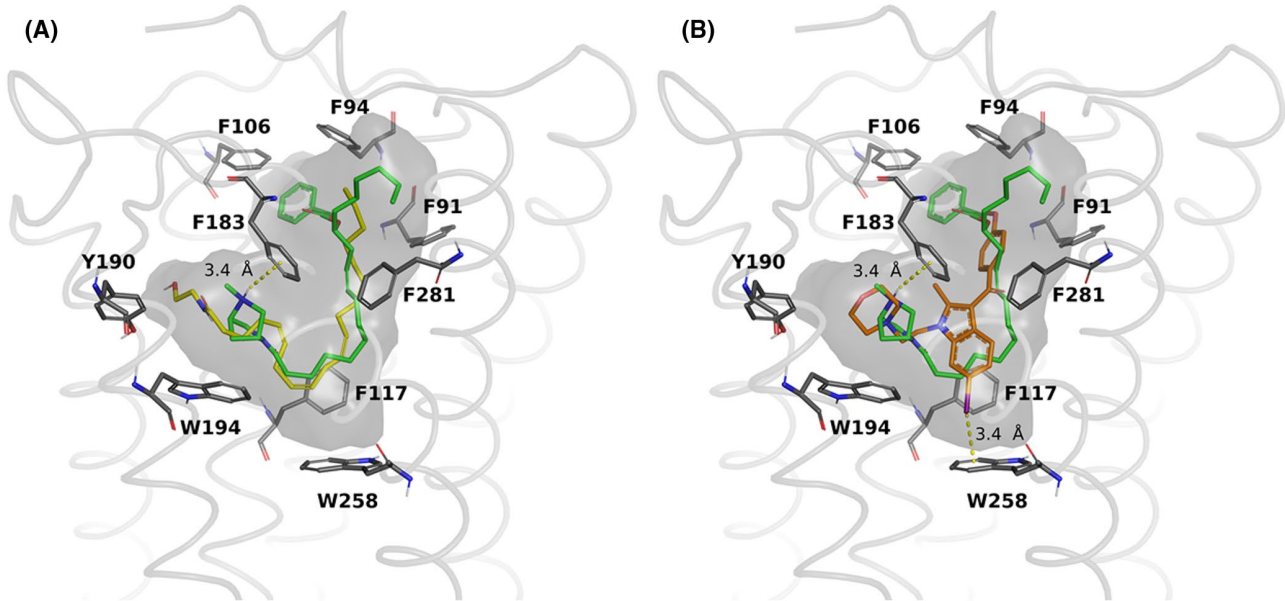 (A)
F94
F106
F183
F91
Y190
3.4 Å
F281
F117
W194
W258
(B)
F94
F106
F183
F91
Y190
3.4 Å
F281
F117
W194
3.4 Å
W258